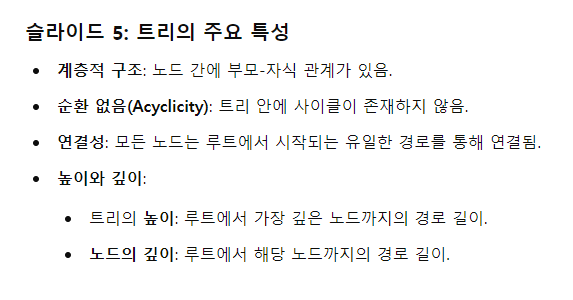 슬라이드 5: 트리의 주요 특성
계층적 구조: 노드 간에 부모-자식 관계가 있음.
순환 없음(Acyclicity): 트리 안에 사이클이 존재하지 않음.
연결성: 모든 노드는 루트에서 시작되는 유일한 경로를 통해 연결됨.
높이와 깊이:
트리의 높이: 루트에서 가장 깊은 노드까지의 경로 길이.
노드의 깊이: 루트에서 해당 노드까지의 경로 길이.